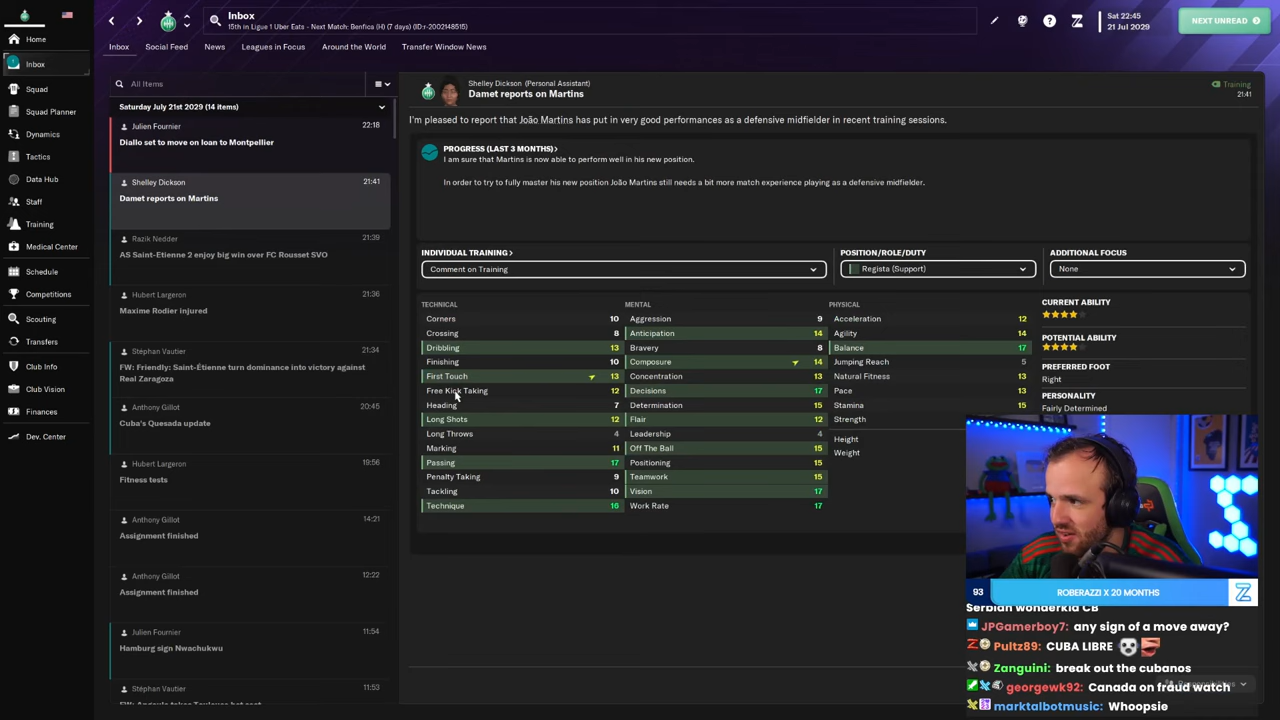 Inbox
15th in Ligue 1 Uber Eats - Next Match: Benfica (H) (7 days) (ID:r-2002148515)
Sat 22:45
21 Jul 2029
NEXT UNREAD
Home
Inbox
Squad
Squad Planner
Dynamics
Tactics
Data Hub
Staff
Training
Medical Center
Schedule
Competitions
Scouting
Transfers
Club Info
Club Vision
Finances
Dev. Center
Inbox
Social Feed
News
Leagues in Focus
Around the World
Transfer Window News
All Items
Saturday July 21st 2029 (14 items)
Julien Fournier
22:18
Diallo set to move on loan to Montpellier
Shelley Dickson
21:41
Damet reports on Martins
Razik Nedder
21:39
AS Saint-Etienne 2 enjoy big win over FC Rousset SVO
Hubert Largeron
21:36
Maxime Rodier injured
Stéphan Vautier
21:34
FW: Friendly: Saint-Étienne turn dominance into victory against
Real Zaragoza
Anthony Gillot
20:45
Cuba's Quesada update
Hubert Largeron
19:56
Fitness tests
Anthony Gillot
14:21
Assignment finished
Anthony Gillot
12:22
Assignment finished
Julien Fournier
11:54
Hamburg sign Nwachukwu
Stéphan Vautier
11:53
Shelley Dickson (Personal Assistant)
Damet reports on Martins
Training
21:41
I'm pleased to report that João Martins has put in very good performances as a defensive midfielder in recent training sessions.
PROGRESS (LAST 3 MONTHS)
I am sure that Martins is now able to perform well in his new position.
In order to try to fully master his new position João Martins still needs a bit more match experience playing as a defensive midfielder.
INDIVIDUAL TRAINING
Comment on Training
POSITION/ROLE/DUTY
Regista (Support)
ADDITIONAL FOCUS
None
TECHNICAL
Corners 10
Crossing 8
Dribbling 13
Finishing 10
First Touch 13
Free Kick Taking 12
Heading 7
Long Shots 12
Long Throws 4
Marking 11
Passing 17
Penalty Taking 9
Tackling 10
Technique 16
MENTAL
Aggression 9
Anticipation 14
Bravery 8
Composure 14
Concentration 13
Decisions 17
Determination 15
Flair 12
Leadership 4
Off The Ball 15
Positioning 15
Teamwork 15
Vision 17
Work Rate 17
PHYSICAL
Acceleration 12
Agility 14
Balance 17
Jumping Reach 5
Natural Fitness 13
Pace 13
Stamina 15
Strength
Height
Weight
CURRENT ABILITY
POTENTIAL ABILITY
PREFERRED FOOT
Right
PERSONALITY
Fairly Determined
93
ROBERAZZI X 20 MONTHS
Serbian wonderkid CB
JPGamerboy7: any sign of a move away?
Pultz89: CUBA LIBRE
Zanguini: break out the cubanos
georgewk92: Canada on fraud watch
marktalbotmusic: Whoopsie